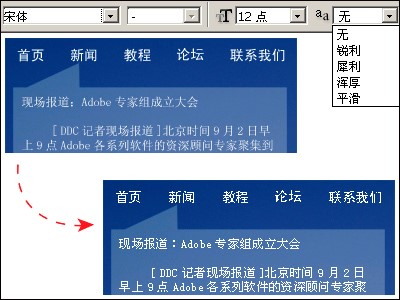 宋体 - 12 点 aa 无
无
锐利
犀利
浑厚
平滑
首页 新闻 教程 论坛 联系我们
现场报道：Adobe 专家组成立大会
[ DDC 记者现场报道 ]北京时间 9 月 2 日早
上 9 点 Adobe 各系列软件的资深顾问专家聚集到
首页 新闻 教程 论坛 联系我们
现场报道：Adobe 专家组成立大会
[ DDC 记者现场报道 ]北京时间 9 月 2 日
早上 9 点 Adobe 各系列软件的资深顾问专家聚